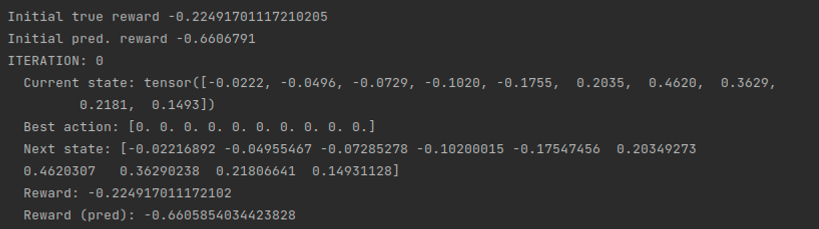 Initial true reward -0.22491701117210205
Initial pred. reward -0.6606791
ITERATION: 0
Current state: tensor([-0.0222, -0.0496, -0.0729, -0.1020, -0.1755,  0.2035,  0.4620,  0.3629,
0.2181,  0.1493])
Best action: [0. 0. 0. 0. 0. 0. 0. 0. 0. 0.]
Next state: [-0.02216892 -0.04955467 -0.07285278 -0.10200015 -0.17547456  0.20349273
0.4620307   0.36290238  0.21806641  0.14931128]
Reward: -0.224917011172102
Reward (pred): -0.6605854034423828